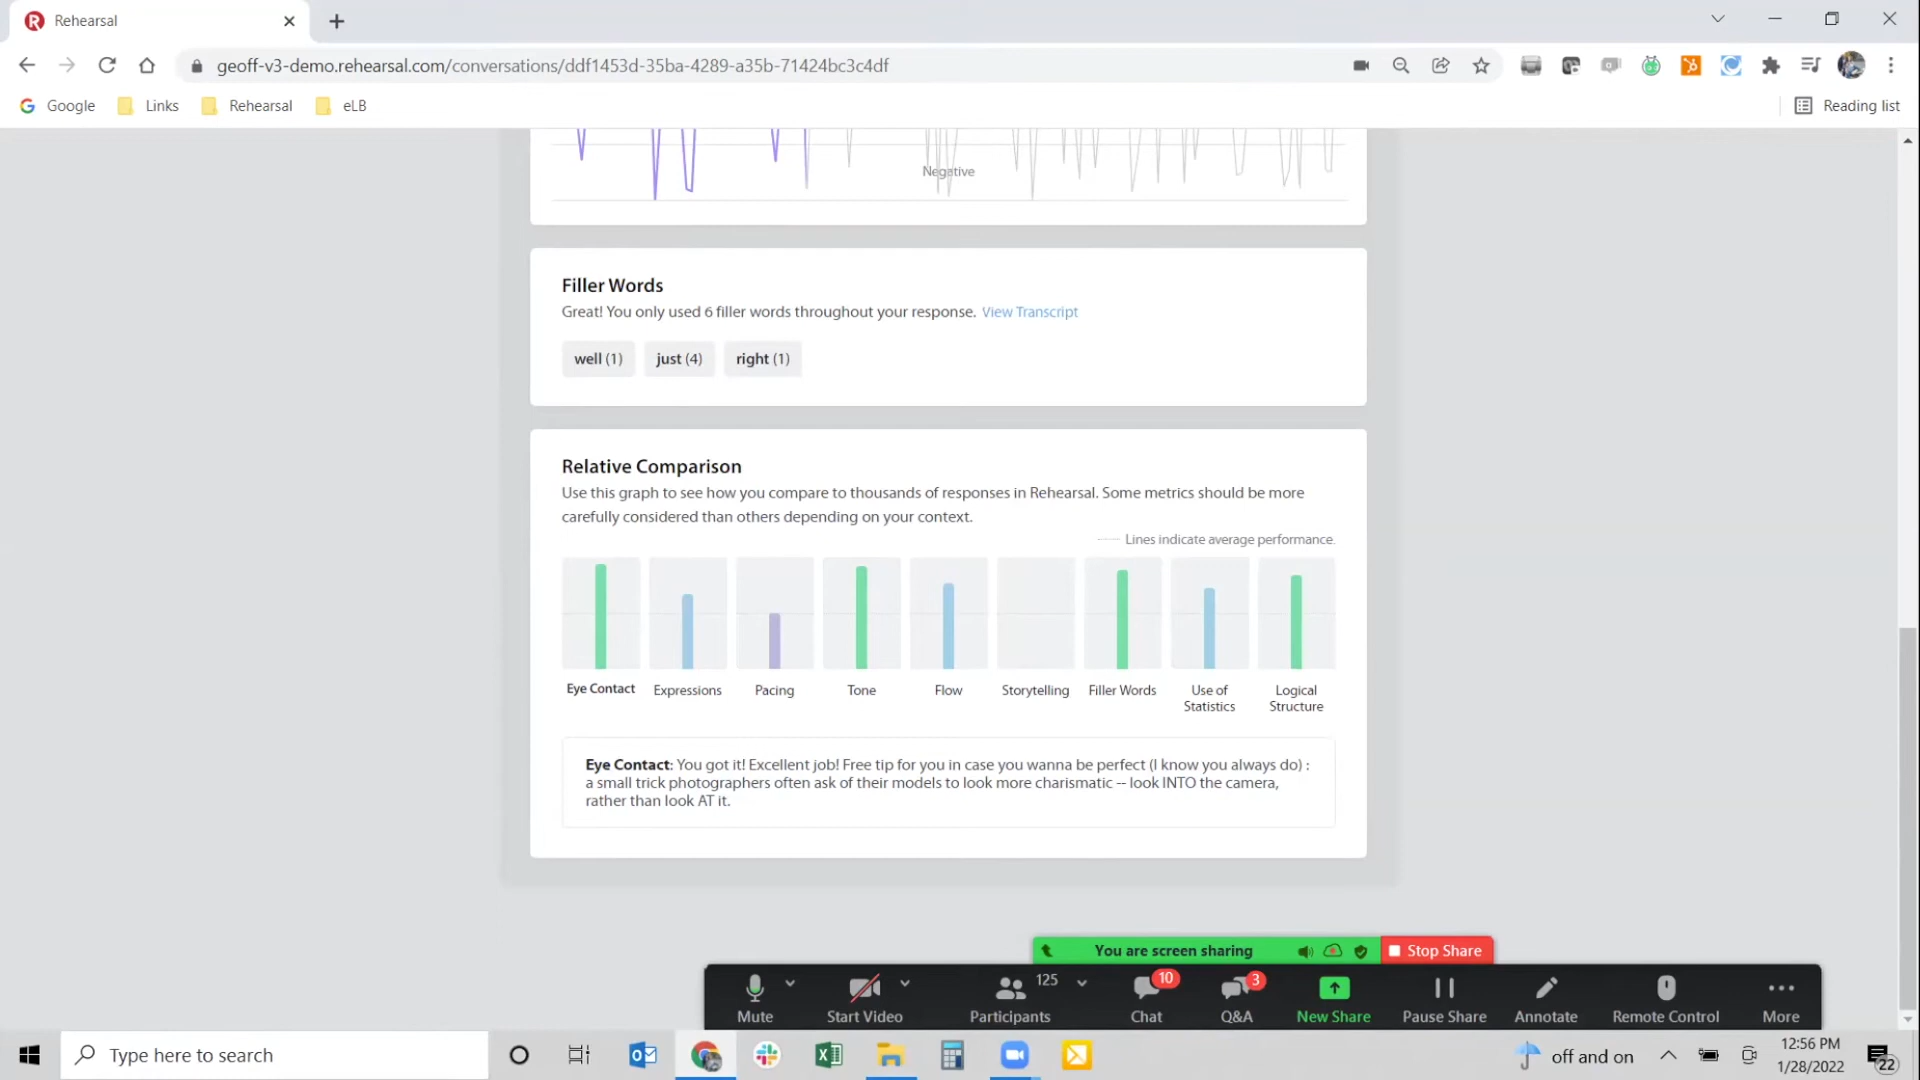 Rehearsal
geoff-v3-demo.rehearsal.com/conversations/ddf1453d-35ba-4289-a35b-71424bc3c4df
Google Links Rehearsal eLB Reading list
Negative
Filler Words
Great! You only used 6 filler words throughout your response. View Transcript
well (1) just (4) right (1)
Relative Comparison
Use this graph to see how you compare to thousands of responses in Rehearsal. Some metrics should be more
carefully considered than others depending on your context.
Lines indicate average performance.
Eye Contact Expressions Pacing Tone Flow Storytelling Filler Words Use of Logical
Statistics Structure
Eye Contact: You got it! Excellent job! Free tip for you in case you wanna be perfect (I know you always do) :
a small trick photographers often ask of their models to look more charismatic -- look INTO the camera,
rather than look AT it.
You are screen sharing Stop Share
125 10 3
Mute Start Video Participants Chat Q&A New Share Pause Share Annotate Remote Control More
Type here to search
off and on
12:56 PM
1/28/2022
22